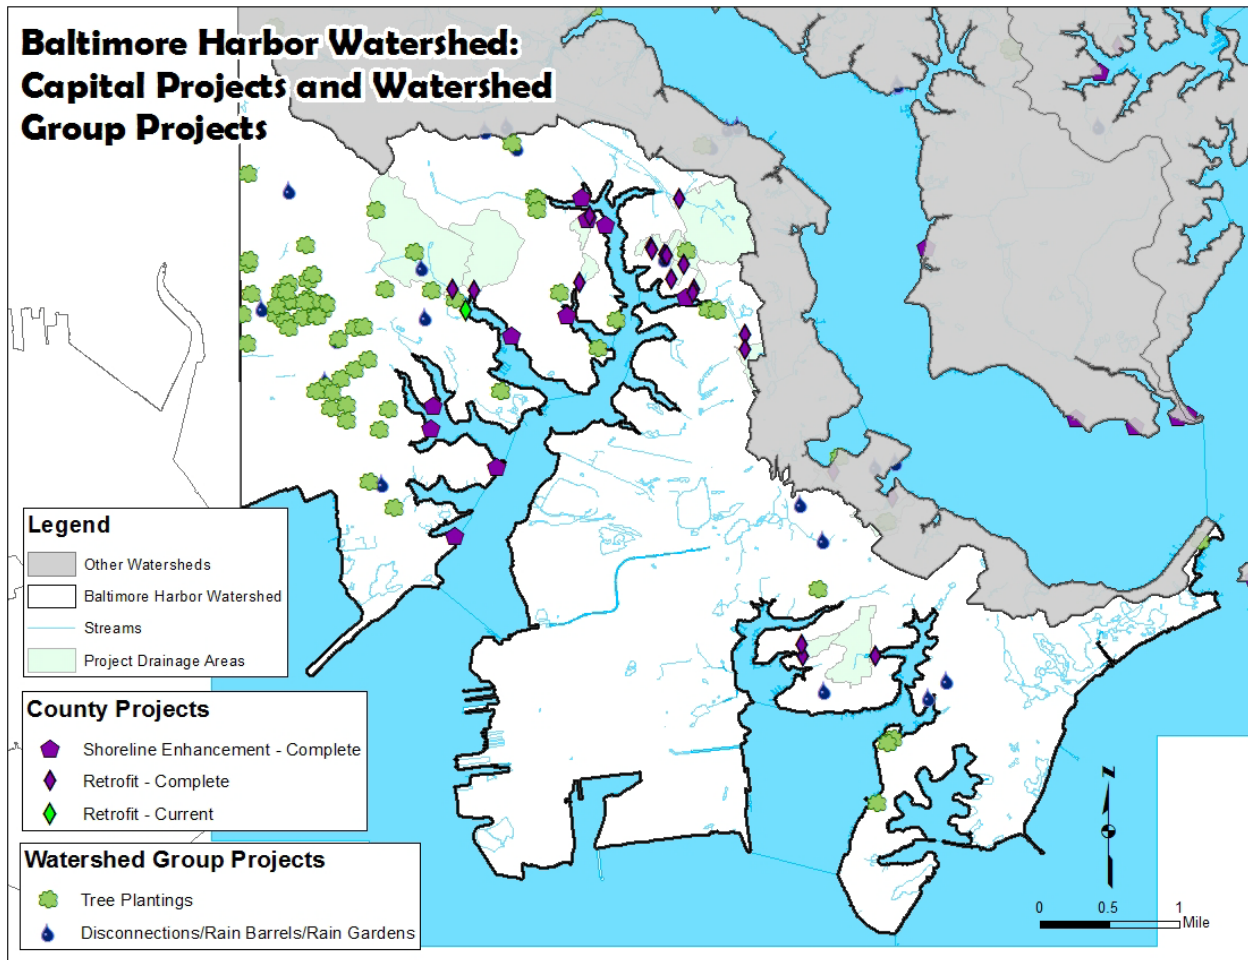 Baltimore Harbor Watershed:
Capital Projects and Watershed
Group Projects
Legend
Other Watersheds
Baltimore Harbor Watershed
Streams
Project Drainage Areas
County Projects
Shoreline Enhancement - Complete
Retrofit - Complete
Retrofit - Current
Watershed Group Projects
Tree Plantings
Disconnections/Rain Barrels/Rain Gardens
N
0 0.5 1
Mile